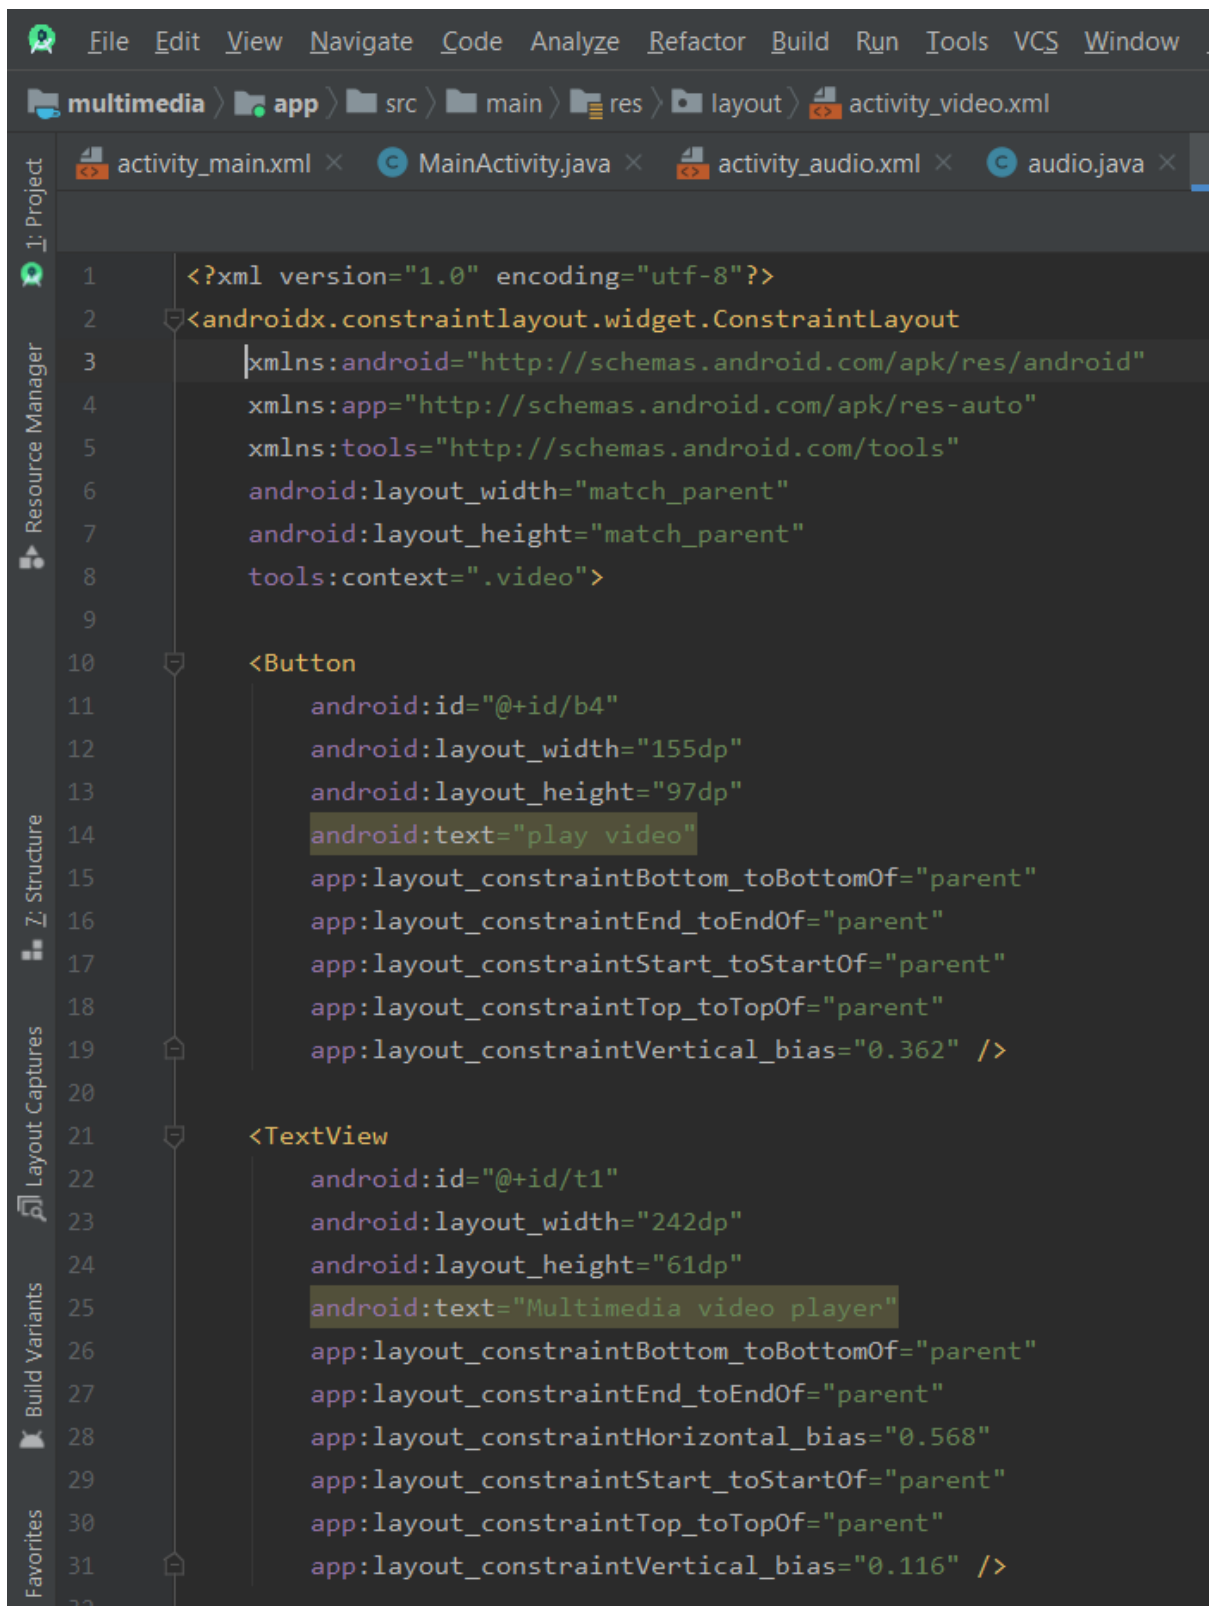 File Edit View Navigate Code Analyze Refactor Build Run Tools VCS Window
multimedia app src main res layout activity_video.xml
activity_main.xml MainActivity.java activity_audio.xml audio.java
1: Project
Resource Manager
7: Structure
Layout Captures
Build Variants
Favorites
1 <?xml version="1.0" encoding="utf-8"?>
2 <androidx.constraintlayout.widget.ConstraintLayout
3 xmlns:android="http://schemas.android.com/apk/res/android"
4 xmlns:app="http://schemas.android.com/apk/res-auto"
5 xmlns:tools="http://schemas.android.com/tools"
6 android:layout_width="match_parent"
7 android:layout_height="match_parent"
8 tools:context=".video">
9
10 <Button
11 android:id="@+id/b4"
12 android:layout_width="155dp"
13 android:layout_height="97dp"
14 android:text="play video"
15 app:layout_constraintBottom_toBottomOf="parent"
16 app:layout_constraintEnd_toEndOf="parent"
17 app:layout_constraintStart_toStartOf="parent"
18 app:layout_constraintTop_toTopOf="parent"
19 app:layout_constraintVertical_bias="0.362" />
20
21 <TextView
22 android:id="@+id/t1"
23 android:layout_width="242dp"
24 android:layout_height="61dp"
25 android:text="Multimedia video player"
26 app:layout_constraintBottom_toBottomOf="parent"
27 app:layout_constraintEnd_toEndOf="parent"
28 app:layout_constraintHorizontal_bias="0.568"
29 app:layout_constraintStart_toStartOf="parent"
30 app:layout_constraintTop_toTopOf="parent"
31 app:layout_constraintVertical_bias="0.116" />